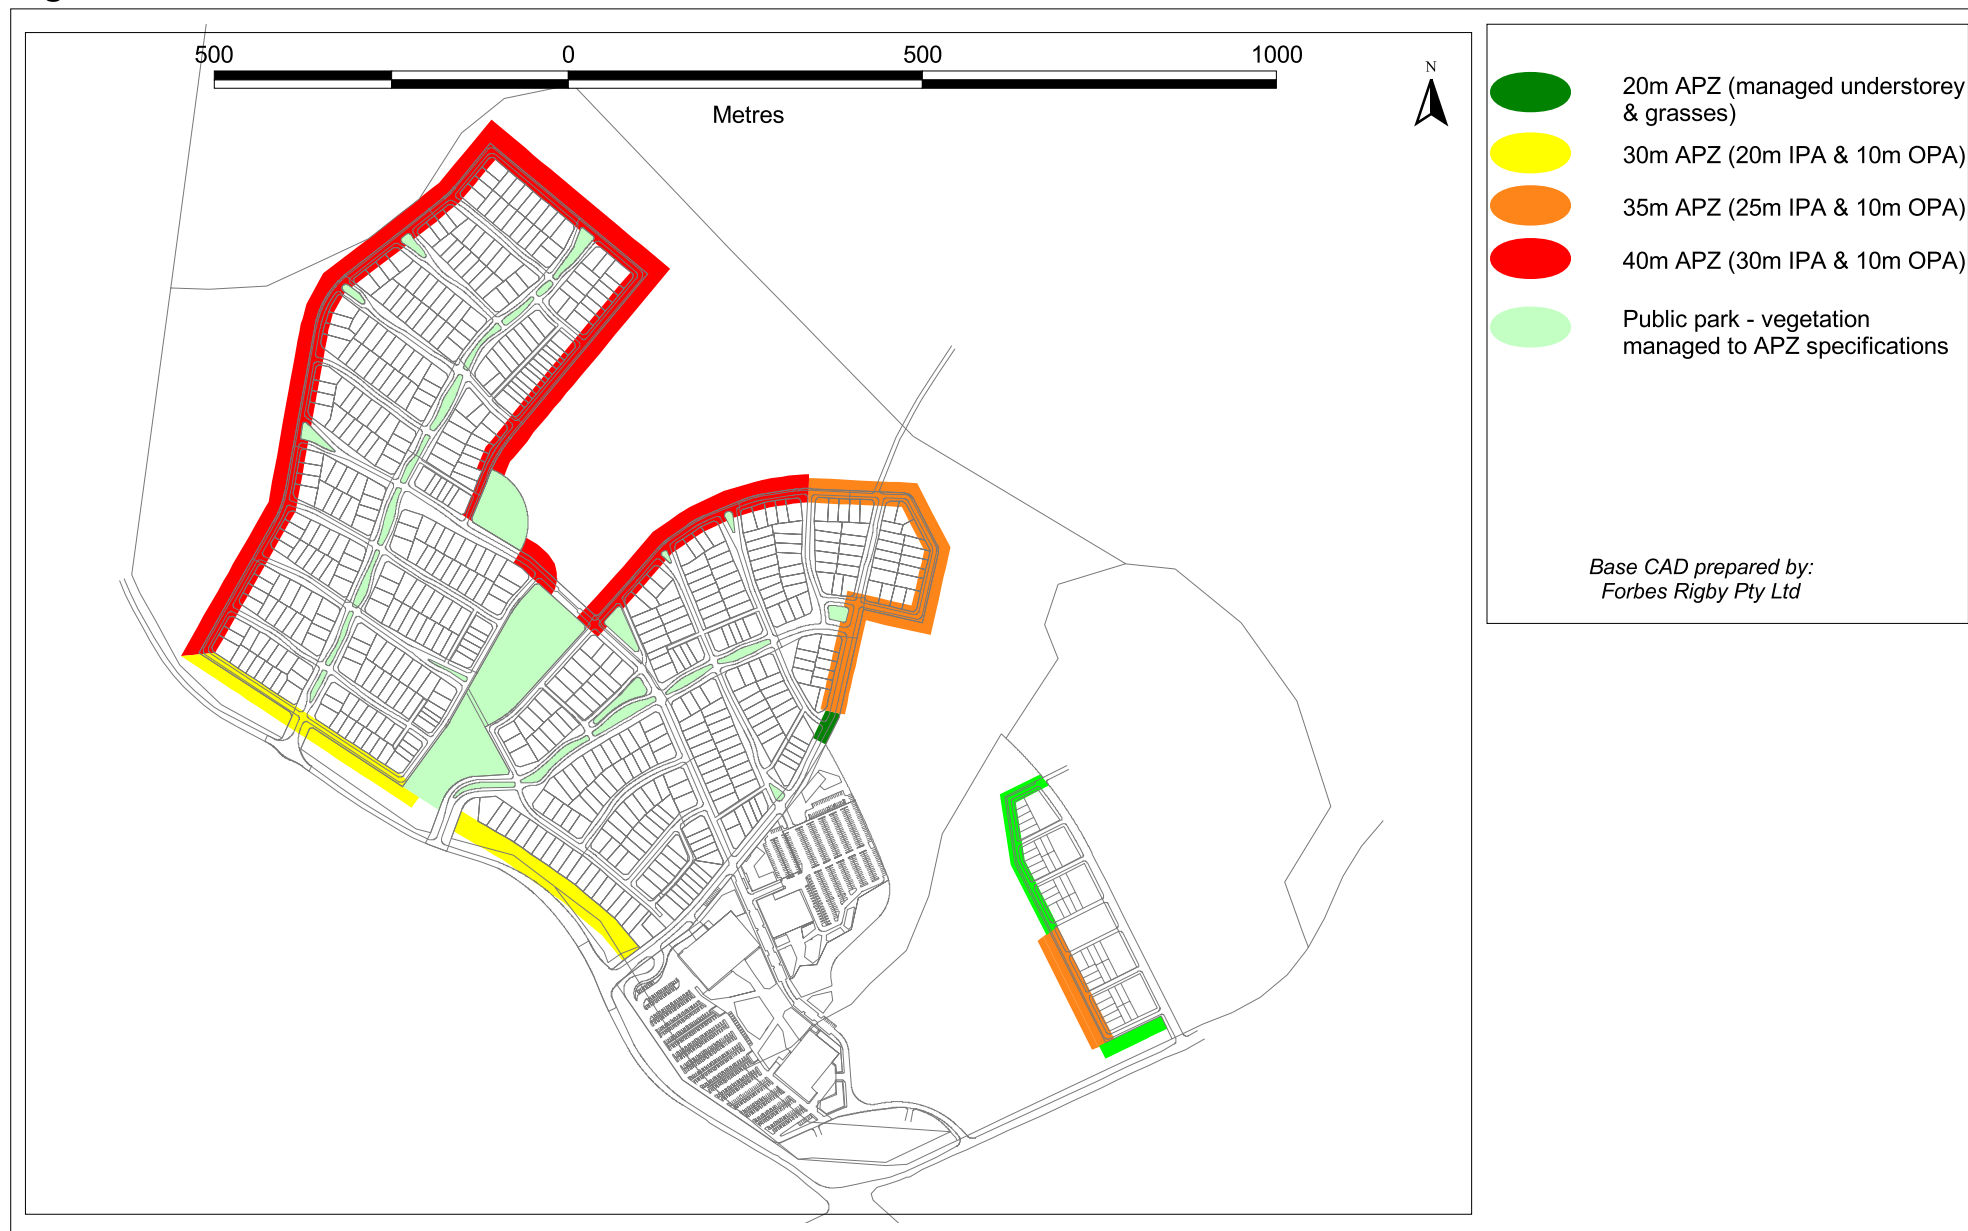 500 0 500 1000
Metres
N
20m APZ (managed understorey
& grasses)
30m APZ (20m IPA & 10m OPA)
35m APZ (25m IPA & 10m OPA)
40m APZ (30m IPA & 10m OPA)
Public park - vegetation
managed to APZ specifications
Base CAD prepared by:
Forbes Rigby Pty Ltd